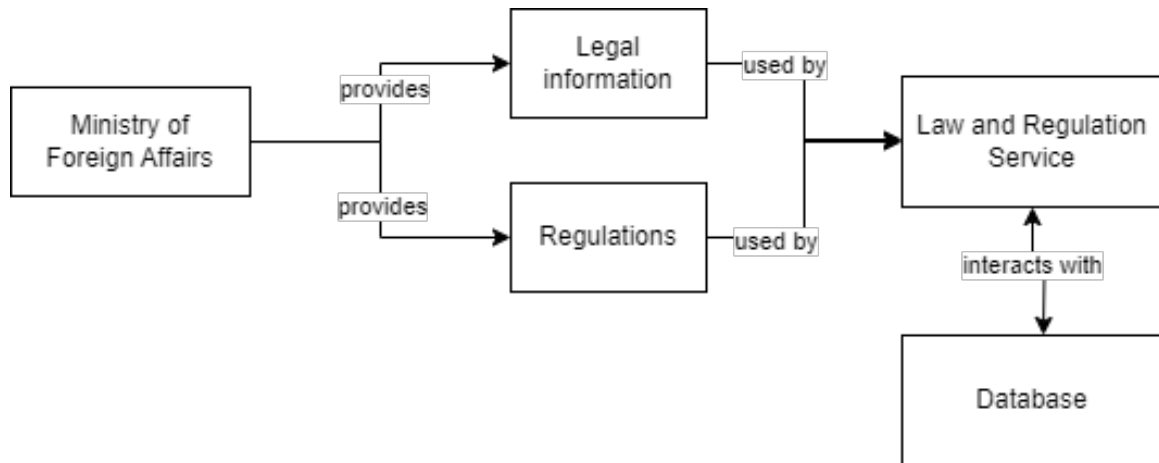 Ministry of
Foreign Affairs
provides
provides
Legal
information
Regulations
used by
used by
Law and Regulation
Service
interacts with
Database